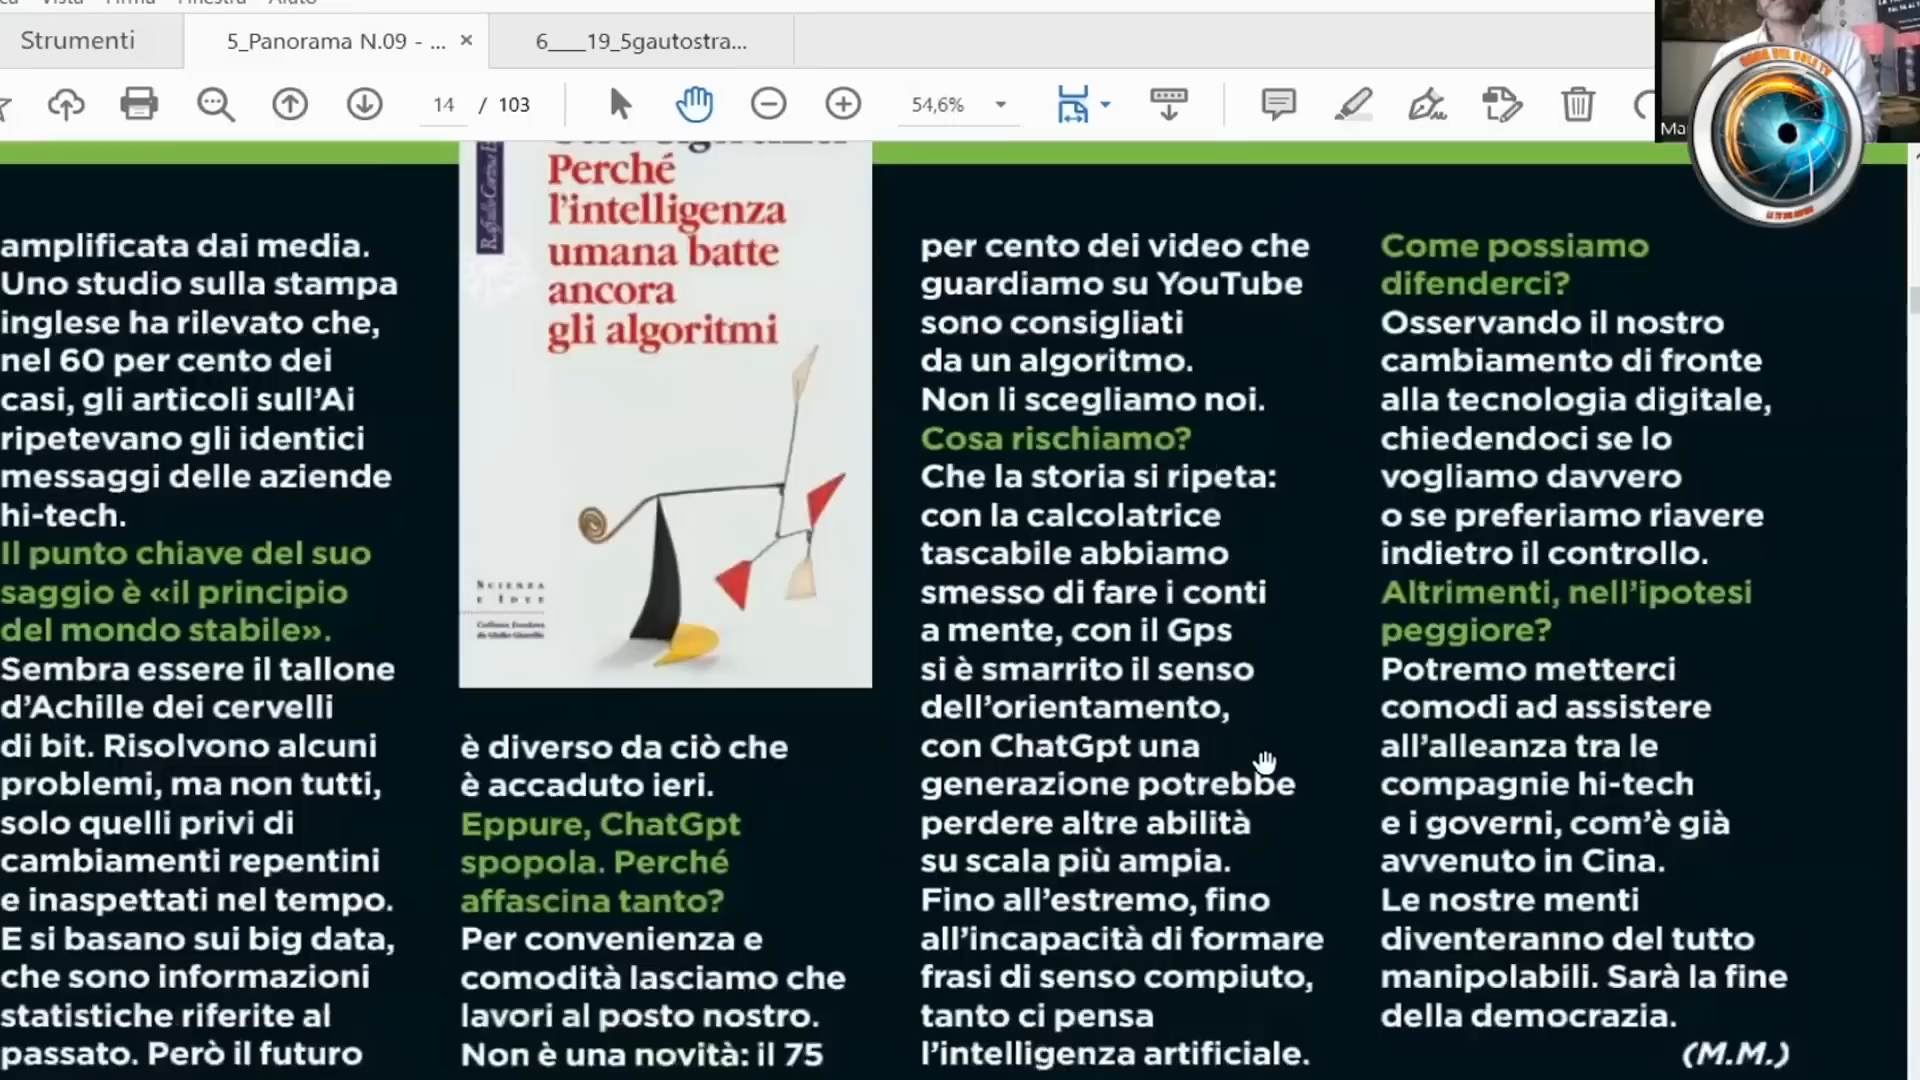 Vista Firma Finestra Aiuto
Strumenti
5_Panorama N.09 - ...
6___19_5gautostra...
14 / 103
54,6%
Ma
CASA DEL SOLE TV
amplificata dai media.
Uno studio sulla stampa
inglese ha rilevato che,
nel 60 per cento dei
casi, gli articoli sull'Ai
ripetevano gli identici
messaggi delle aziende
hi-tech.
Il punto chiave del suo
saggio è «il principio
del mondo stabile».
Sembra essere il tallone
d'Achille dei cervelli
di bit. Risolvono alcuni
problemi, ma non tutti,
solo quelli privi di
cambiamenti repentini
e inaspettati nel tempo.
E si basano sui big data,
che sono informazioni
statistiche riferite al
passato. Però il futuro
Perché
l'intelligenza
umana batte
ancora
gli algoritmi
Scienza
e Idee
è diverso da ciò che
è accaduto ieri.
Eppure, ChatGpt
spopola. Perché
affascina tanto?
Per convenienza e
comodità lasciamo che
lavori al posto nostro.
Non è una novità: il 75
per cento dei video che
guardiamo su YouTube
sono consigliati
da un algoritmo.
Non li scegliamo noi.
Cosa rischiamo?
Che la storia si ripeta:
con la calcolatrice
tascabile abbiamo
smesso di fare i conti
a mente, con il Gps
si è smarrito il senso
dell'orientamento,
con ChatGpt una
generazione potrebbe
perdere altre abilità
su scala più ampia.
Fino all'estremo, fino
all'incapacità di formare
frasi di senso compiuto,
tanto ci pensa
l'intelligenza artificiale.
Come possiamo
difenderci?
Osservando il nostro
cambiamento di fronte
alla tecnologia digitale,
chiedendoci se lo
vogliamo davvero
o se preferiamo riavere
indietro il controllo.
Altrimenti, nell'ipotesi
peggiore?
Potremo metterci
comodi ad assistere
all'alleanza tra le
compagnie hi-tech
e i governi, com'è già
avvenuto in Cina.
Le nostre menti
diventeranno del tutto
manipolabili. Sarà la fine
della democrazia.
(M.M.)